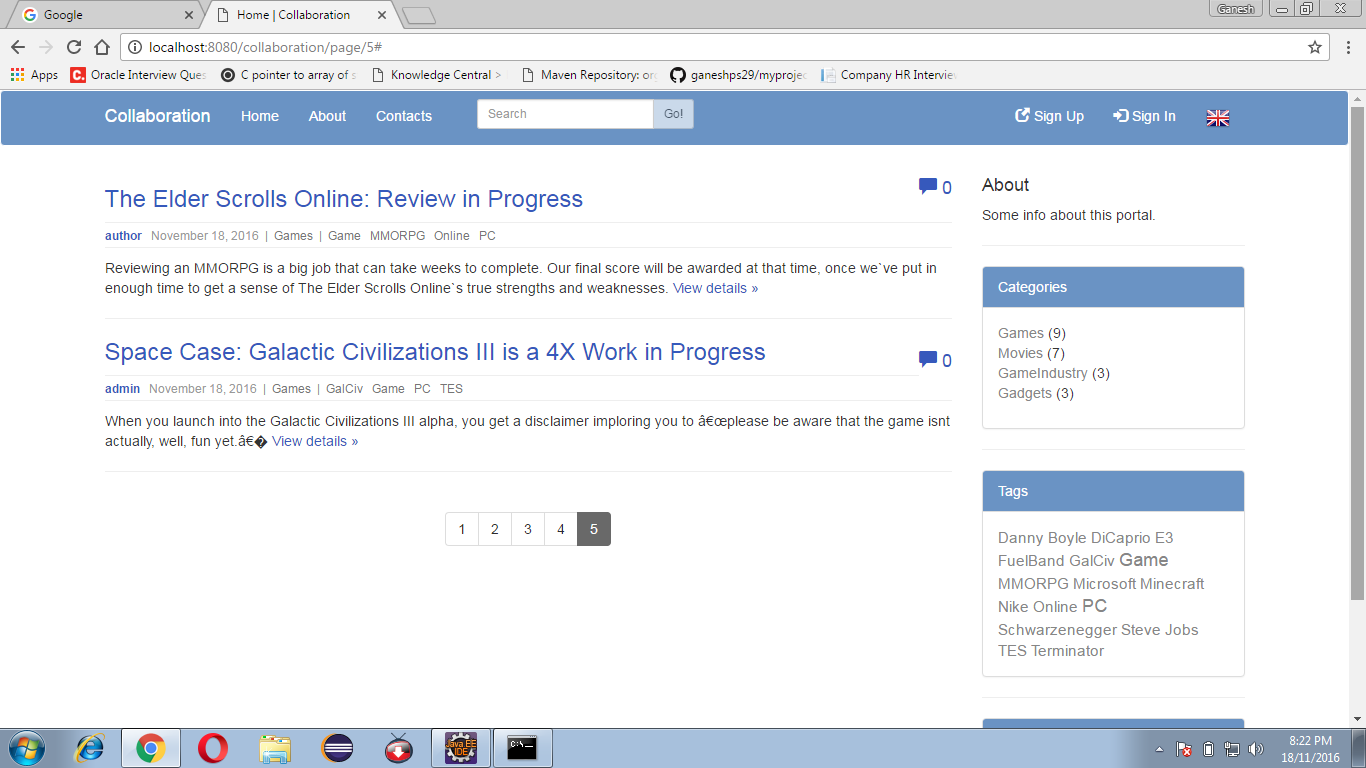 Google
Home | Collaboration
Ganesh
localhost:8080/collaboration/page/5#
Apps
Oracle Interview Ques
C pointer to array of s
Knowledge Central >
Maven Repository: or
ganeshps29/myprojec
Company HR Intervie
Collaboration
Home
About
Contacts
Search
Go!
Sign Up
Sign In
The Elder Scrolls Online: Review in Progress
0
author November 18, 2016 | Games | Game MMORPG Online PC
Reviewing an MMORPG is a big job that can take weeks to complete. Our final score will be awarded at that time, once we`ve put in
enough time to get a sense of The Elder Scrolls Online`s true strengths and weaknesses. View details »
Space Case: Galactic Civilizations III is a 4X Work in Progress
0
admin November 18, 2016 | Games | GalCiv Game PC TES
When you launch into the Galactic Civilizations III alpha, you get a disclaimer imploring you to â€œplease be aware that the game isnt
actually, well, fun yet.â€� View details »
1 2 3 4 5
About
Some info about this portal.
Categories
Games (9)
Movies (7)
GameIndustry (3)
Gadgets (3)
Tags
Danny Boyle DiCaprio E3
FuelBand GalCiv Game
MMORPG Microsoft Minecraft
Nike Online PC
Schwarzenegger Steve Jobs
TES Terminator
Java EE
IDE
C:\
8:22 PM
18/11/2016